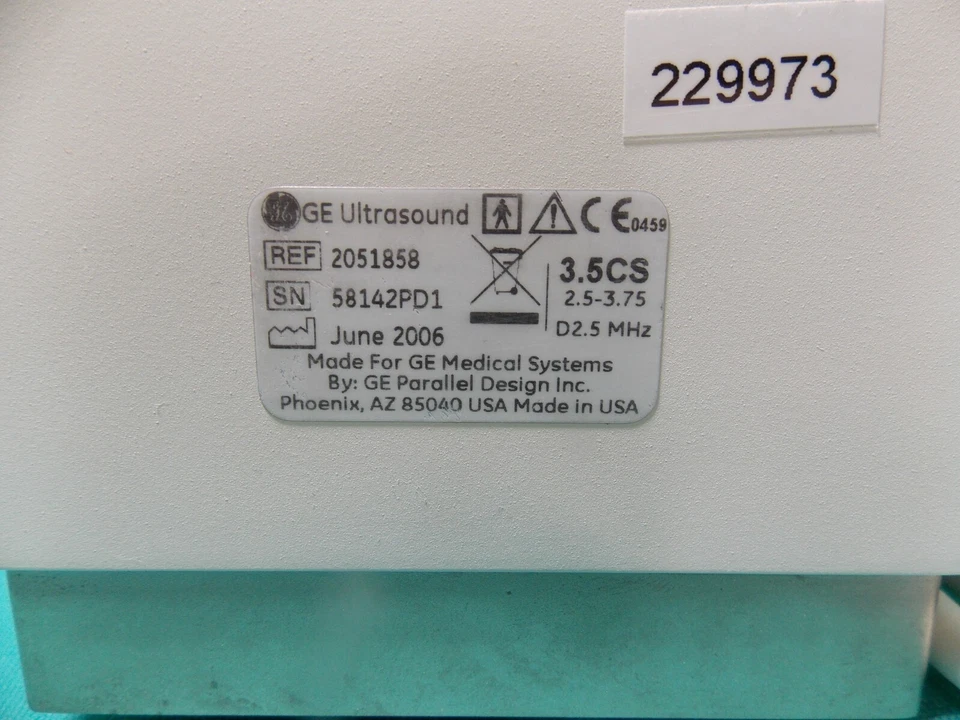 229973
GE Ultrasound
CE0459
REF 2051858
SN 58142PD1
June 2006
3.5CS
2.5-3.75
D2.5 MHz
Made For GE Medical Systems
By: GE Parallel Design Inc.
Phoenix, AZ 85040 USA Made in USA